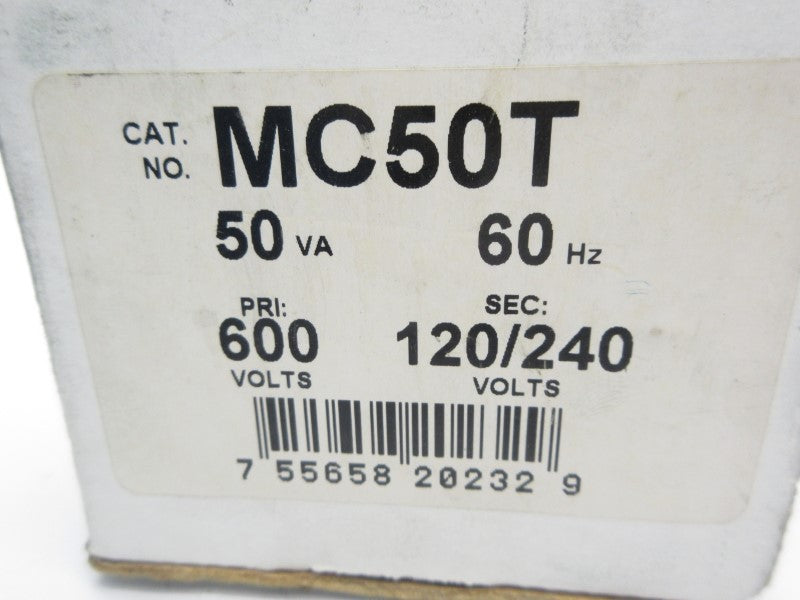 CAT. NO. MC50T
50 VA 60 Hz
PRI: SEC:
600 120/240
VOLTS VOLTS
7 55658 20232 9